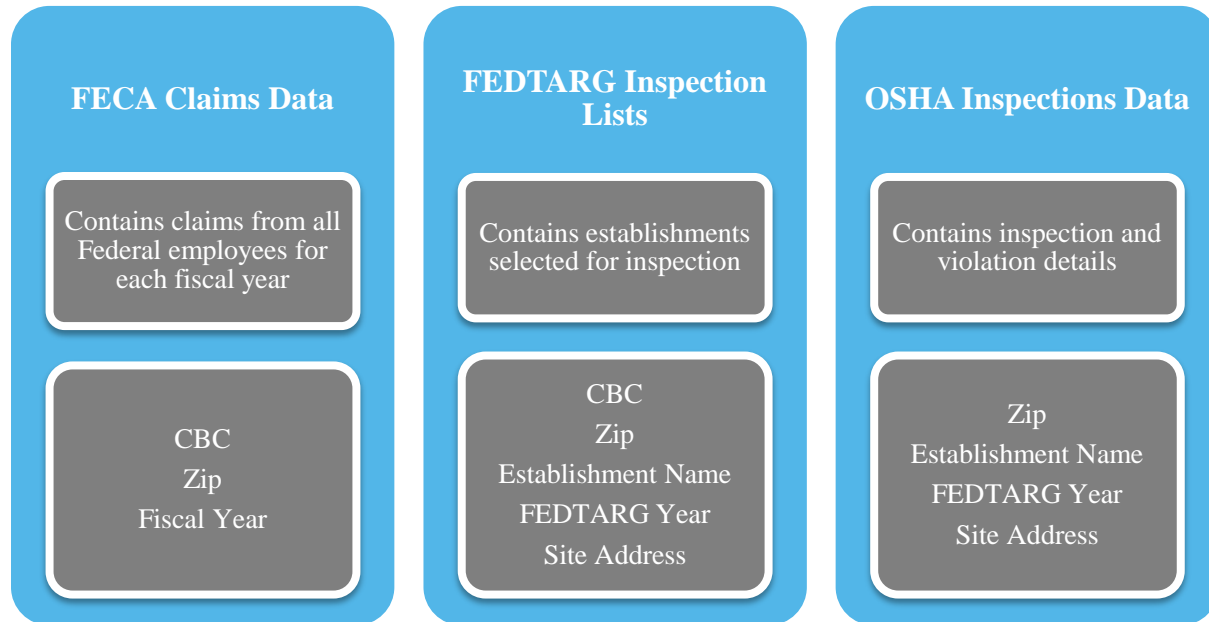 FECA Claims Data
Contains claims from all
Federal employees for
each fiscal year
CBC
Zip
Fiscal Year
FEDTARG Inspection
Lists
Contains establishments
selected for inspection
CBC
Zip
Establishment Name
FEDTARG Year
Site Address
OSHA Inspections Data
Contains inspection and
violation details
Zip
Establishment Name
FEDTARG Year
Site Address